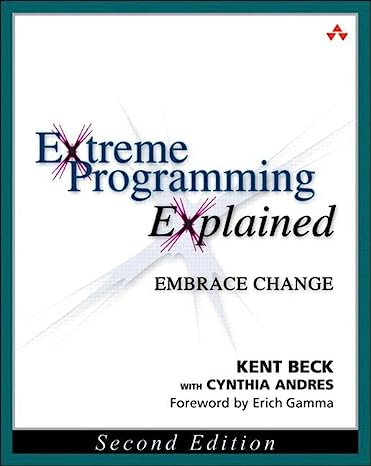 Extreme
Programming
Explained
EMBRACE CHANGE
KENT BECK
WITH CYNTHIA ANDRES
Foreword by Erich Gamma
Second Edition